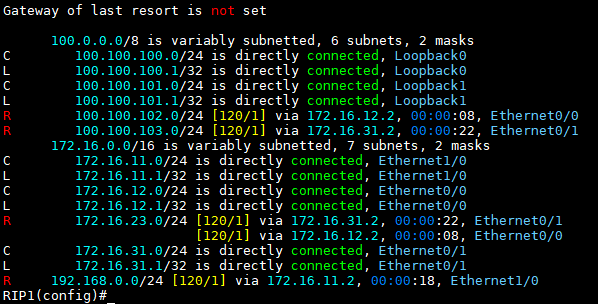 Gateway of last resort is not set
100.0.0.0/8 is variably subnetted, 6 subnets, 2 masks
C 100.100.100.0/24 is directly connected, Loopback0
L 100.100.100.1/32 is directly connected, Loopback0
C 100.100.101.0/24 is directly connected, Loopback1
L 100.100.101.1/32 is directly connected, Loopback1
R 100.100.102.0/24 [120/1] via 172.16.12.2, 00:00:08, Ethernet0/0
R 100.100.103.0/24 [120/1] via 172.16.31.2, 00:00:22, Ethernet0/1
172.16.0.0/16 is variably subnetted, 7 subnets, 2 masks
C 172.16.11.0/24 is directly connected, Ethernet1/0
L 172.16.11.1/32 is directly connected, Ethernet1/0
C 172.16.12.0/24 is directly connected, Ethernet0/0
L 172.16.12.1/32 is directly connected, Ethernet0/0
R 172.16.23.0/24 [120/1] via 172.16.31.2, 00:00:22, Ethernet0/1
[120/1] via 172.16.12.2, 00:00:08, Ethernet0/0
C 172.16.31.0/24 is directly connected, Ethernet0/1
L 172.16.31.1/32 is directly connected, Ethernet0/1
R 192.168.0.0/24 [120/1] via 172.16.11.2, 00:00:18, Ethernet1/0
RIP1(config)#